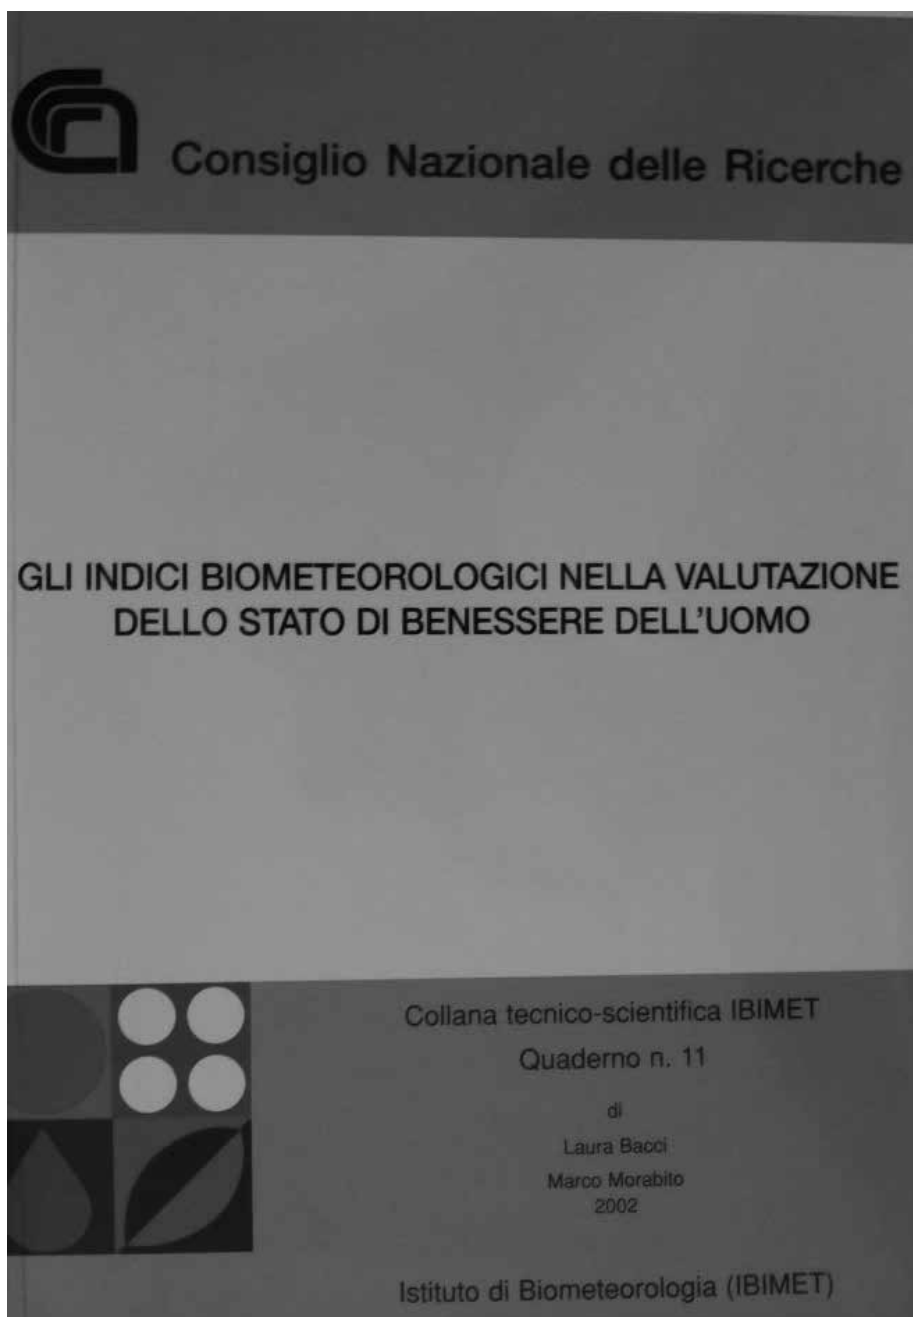 Consiglio Nazionale delle Ricerche
GLI INDICI BIOMETEOROLOGICI NELLA VALUTAZIONE
DELLO STATO DI BENESSERE DELL'UOMO
Collana tecnico-scientifica IBIMET
Quaderno n. 11
di
Laura Bacci
Marco Morabito
2002
Istituto di Biometeorologia (IBIMET)